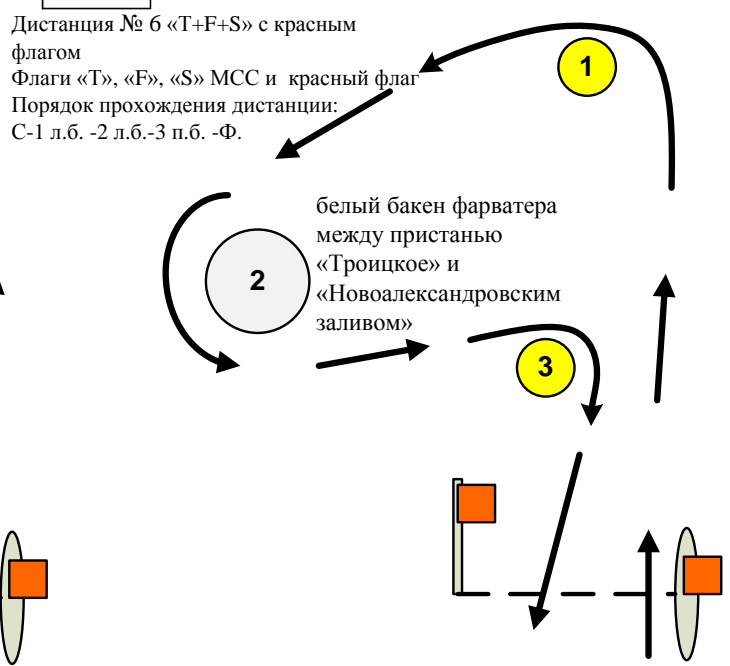 Дистанция № 6 «T+F+S» с красным
флагом
Флаги «T», «F», «S» МСС и красный флаг
Порядок прохождения дистанции:
С-1 л.б. -2 л.б.-3 п.б. -Ф.
1
белый бакен фарватера
между пристанью
«Троицкое» и
«Новоалександровским
заливом»
2
3